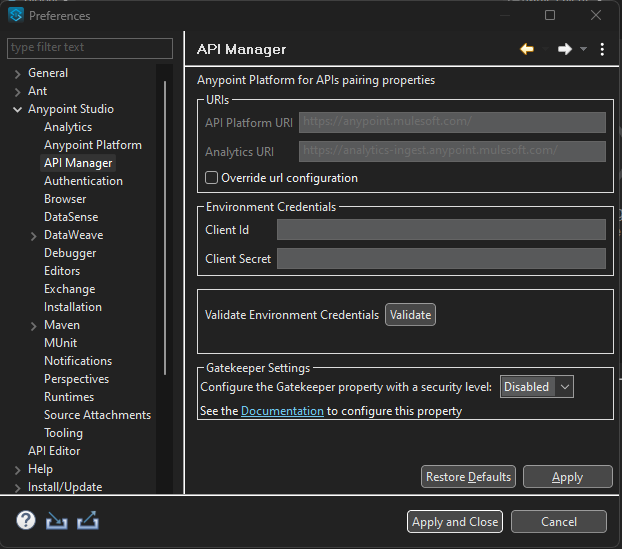 Preferences
type filter text
General
Ant
Anypoint Studio
Analytics
Anypoint Platform
API Manager
Authentication
Browser
DataSense
DataWeave
Debugger
Editors
Exchange
Installation
Maven
MUnit
Notifications
Perspectives
Runtimes
Source Attachments
Tooling
API Editor
Help
Install/Update
API Manager
Anypoint Platform for APIs pairing properties
URIs
API Platform URI https://anypoint.mulesoft.com/
Analytics URI https://analytics-ingest.anypoint.mulesoft.com/
Override url configuration
Environment Credentials
Client Id
Client Secret
Validate Environment Credentials Validate
Gatekeeper Settings
Configure the Gatekeeper property with a security level: Disabled
See the Documentation to configure this property
Restore Defaults Apply
? Apply and Close Cancel